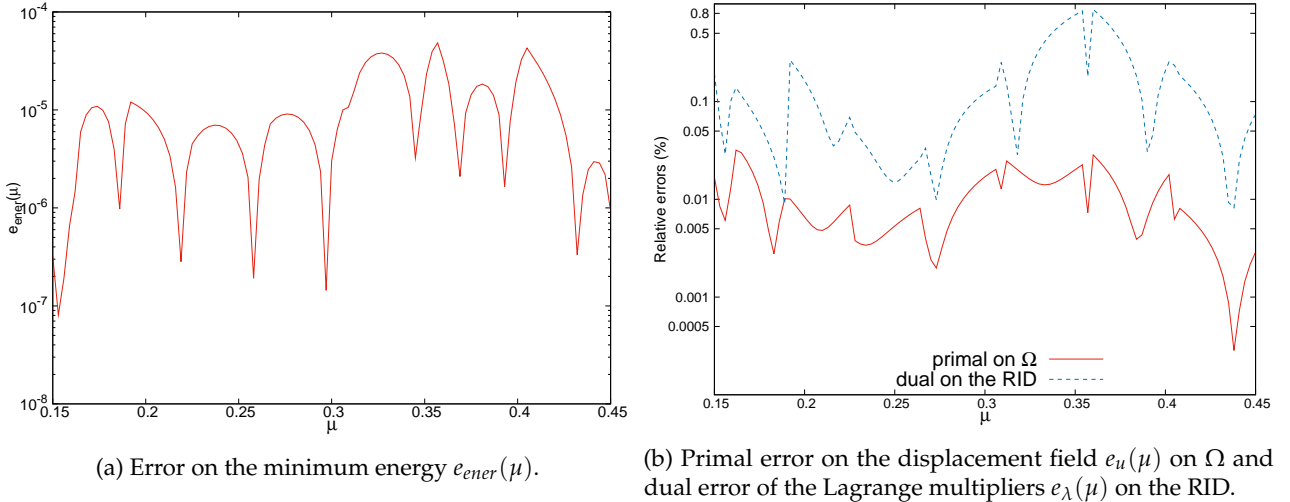 10⁻⁴
10⁻⁵
10⁻⁶
10⁻⁷
10⁻⁸
e_ener(μ)
0.15 0.2 0.25 0.3 0.35 0.4 0.45
μ
(a) Error on the minimum energy e_ener(μ).
0.8
0.5
0.1
0.05
0.01
0.005
0.001
0.0005
Relative errors (%)
primal on Ω
dual on the RID
0.15 0.2 0.25 0.3 0.35 0.4 0.45
μ
(b) Primal error on the displacement field e_u(μ) on Ω and
dual error of the Lagrange multipliers e_λ(μ) on the RID.